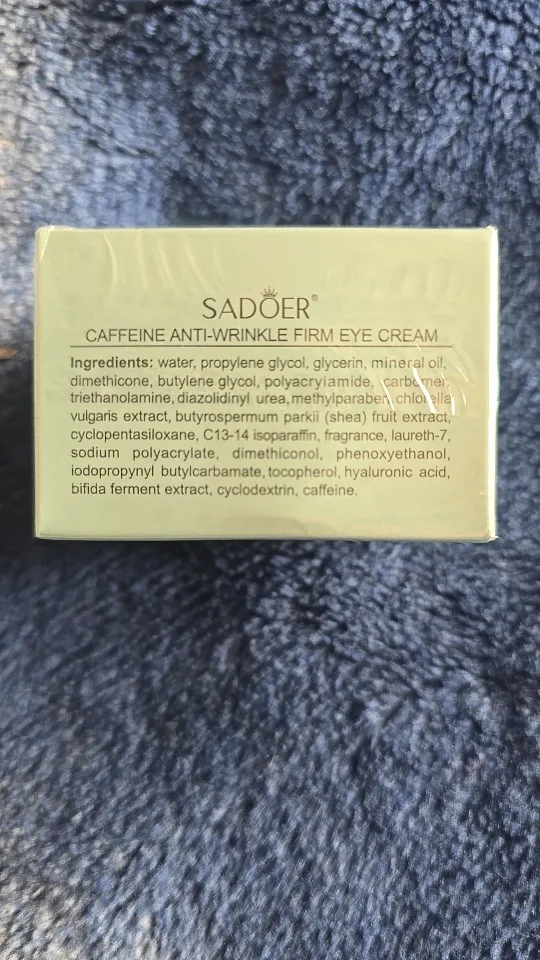 SADOER®
CAFFEINE ANTI-WRINKLE FIRM EYE CREAM
Ingredients: water, propylene glycol, glycerin, mineral oil,
dimethicone, butylene glycol, polyacrylamide, carbomer,
triethanolamine, diazolidinyl urea, methylparaben, chlorella
vulgaris extract, butyrospermum parkii (shea) fruit extract,
cyclopentasiloxane, C13-14 isoparaffin, fragrance, laureth-7,
sodium polyacrylate, dimethiconol, phenoxyethanol,
iodopropynyl butylcarbamate, tocopherol, hyaluronic acid,
bifida ferment extract, cyclodextrin, caffeine.